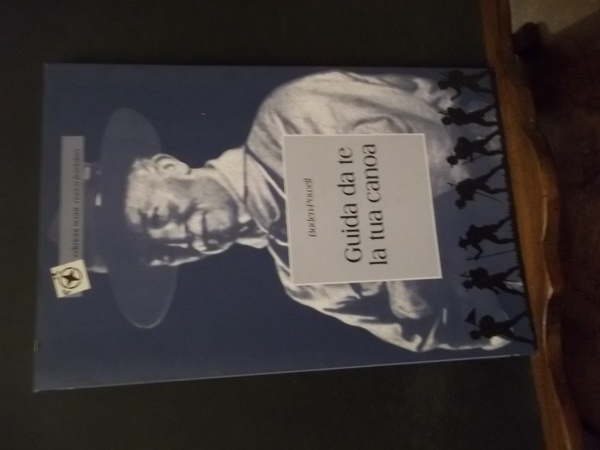 Baden-Powell
Guida da te
la tua canoa